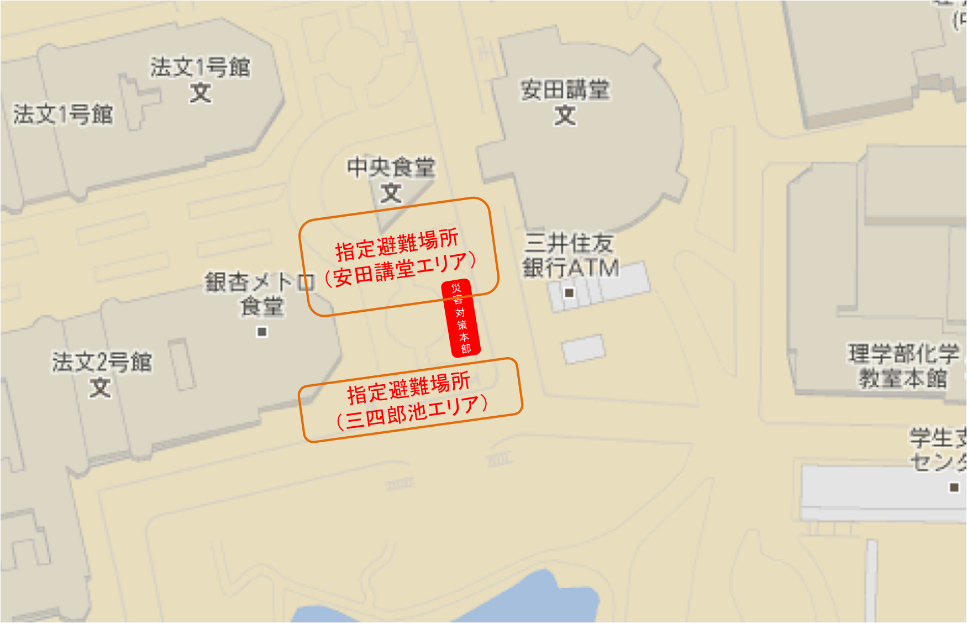 法文1号館
文
法文1号館
安田講堂
文
中央食堂
文
指定避難場所
(安田講堂エリア)
三井住友
銀行ATM
銀杏メトロ
食堂
災害対策本部
法文2号館
文
指定避難場所
(三四郎池エリア)
理学部化学
教室本館
学生支
センタ